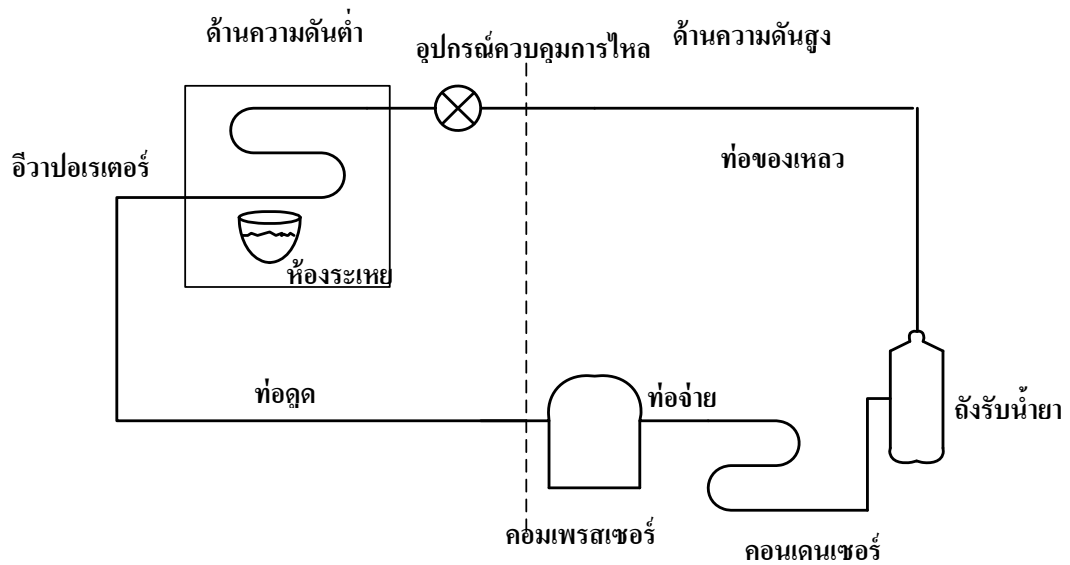 ด้านความดันต่ำ
อุปกรณ์ควบคุมการไหล
ด้านความดันสูง
อีวาปอเรเตอร์
ท่อของเหลว
ห้องระเหย
ท่อดูด
ท่อจ่าย
ถังรับน้ำยา
คอมเพรสเซอร์
คอนเดนเซอร์